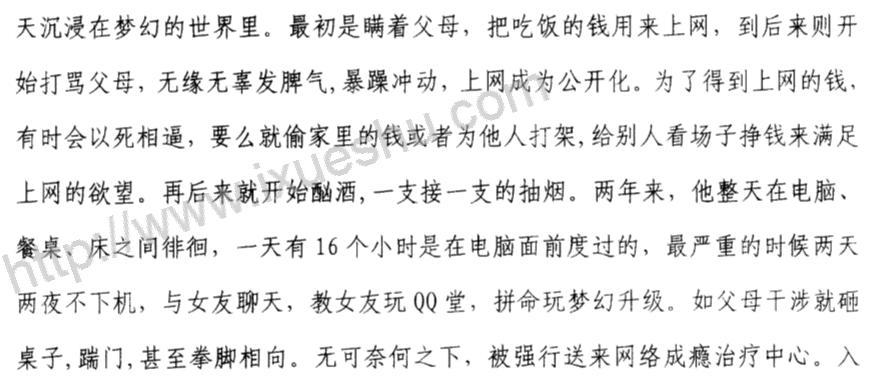 天沉浸在梦幻的世界里。最初是瞒着父母，把吃饭的钱用来上网，到后来则开
始打骂父母，无缘无辜发脾气,暴躁冲动，上网成为公开化。为了得到上网的钱，
有时会以死相逼，要么就偷家里的钱或者为他人打架,给别人看场子挣钱来满足
上网的欲望。再后来就开始酗酒,一支接一支的抽烟。两年来，他整天在电脑、
餐桌、床之间徘徊，一天有16个小时是在电脑面前度过的，最严重的时候两天
两夜不下机，与女友聊天，教女友玩QQ堂，拼命玩梦幻升级。如父母干涉就砸
桌子,踹门,甚至拳脚相向。无可奈何之下，被强行送来网络成瘾治疗中心。入
http://www.ixueshu.com